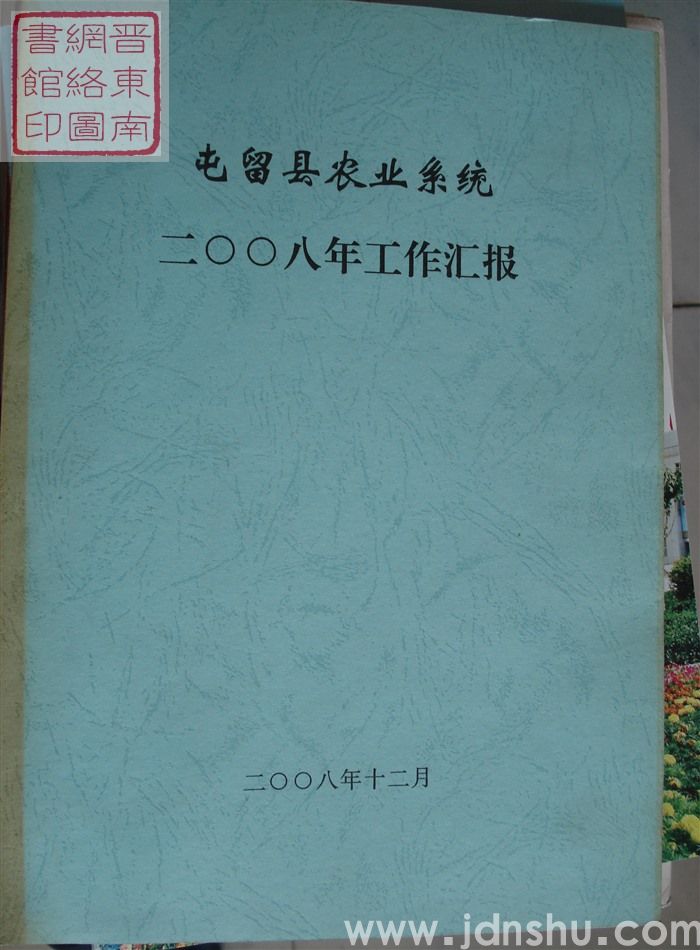 晋東南
網絡圖
書館印
屯留县农业系统
二〇〇八年工作汇报
二〇〇八年十二月
www.jdnshu.com